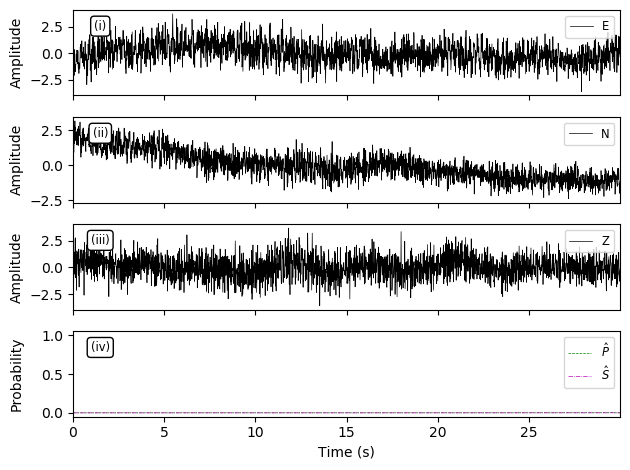 (i)
E
Amplitude
2.5
0.0
−2.5
(ii)
N
Amplitude
2.5
0.0
−2.5
(iii)
Z
Amplitude
2.5
0.0
−2.5
(iv)
P̂
Ŝ
Probability
1.0
0.5
0.0
0 5 10 15 20 25
Time (s)